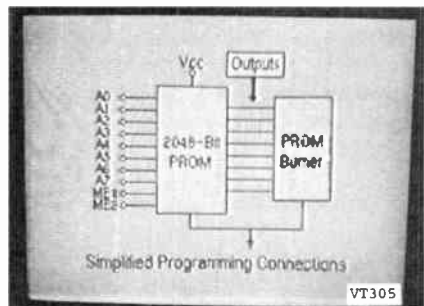 Vcc
Outputs
A0
A1
A2
A3
A4
A5
A6
A7
ME1
ME2
2048-Bit
PROM
PROM
Burner
Simplified Programming Connections
VT305